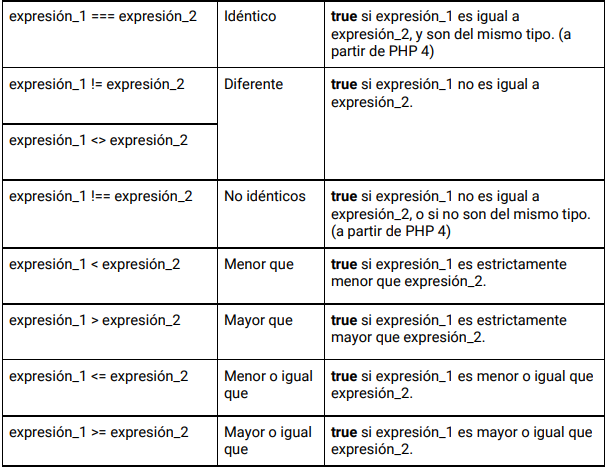 expresión_1 === expresión_2
Idéntico
true si expresión_1 es igual a
expresión_2, y son del mismo tipo. (a
partir de PHP 4)
expresión_1 != expresión_2
Diferente
true si expresión_1 no es igual a
expresión_2.
expresión_1 <> expresión_2
expresión_1 !== expresión_2
No idénticos
true si expresión_1 no es igual a
expresión_2, o si no son del mismo tipo.
(a partir de PHP 4)
expresión_1 < expresión_2
Menor que
true si expresión_1 es estrictamente
menor que expresión_2.
expresión_1 > expresión_2
Mayor que
true si expresión_1 es estrictamente
mayor que expresión_2.
expresión_1 <= expresión_2
Menor o igual
que
true si expresión_1 es menor o igual que
expresión_2.
expresión_1 >= expresión_2
Mayor o igual
que
true si expresión_1 es mayor o igual que
expresión_2.